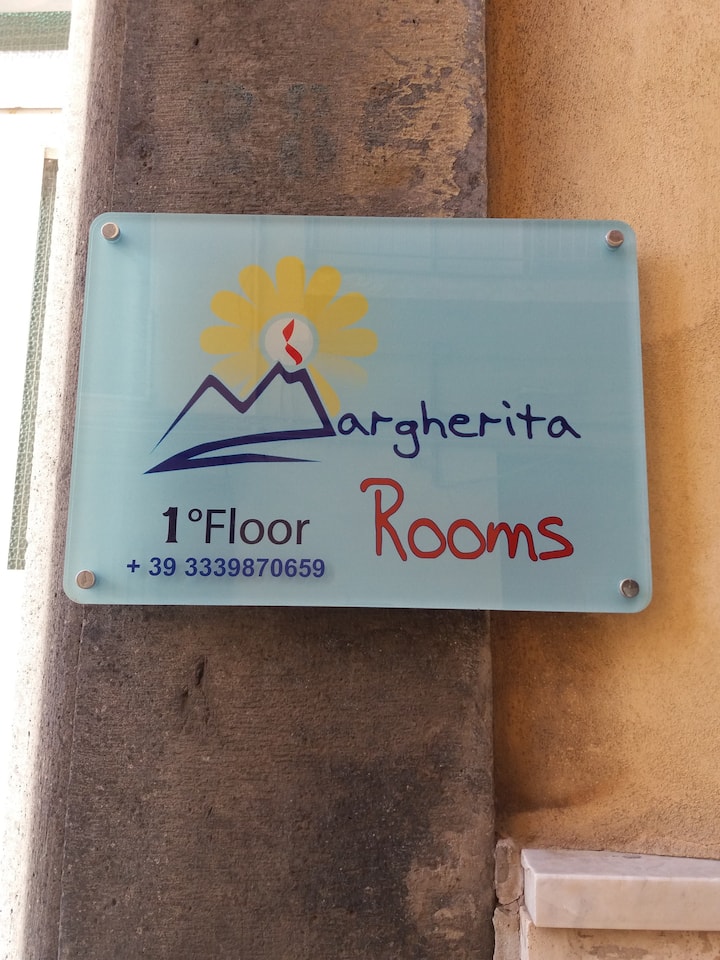 Margherita
Rooms
1°Floor
+ 39 3339870659